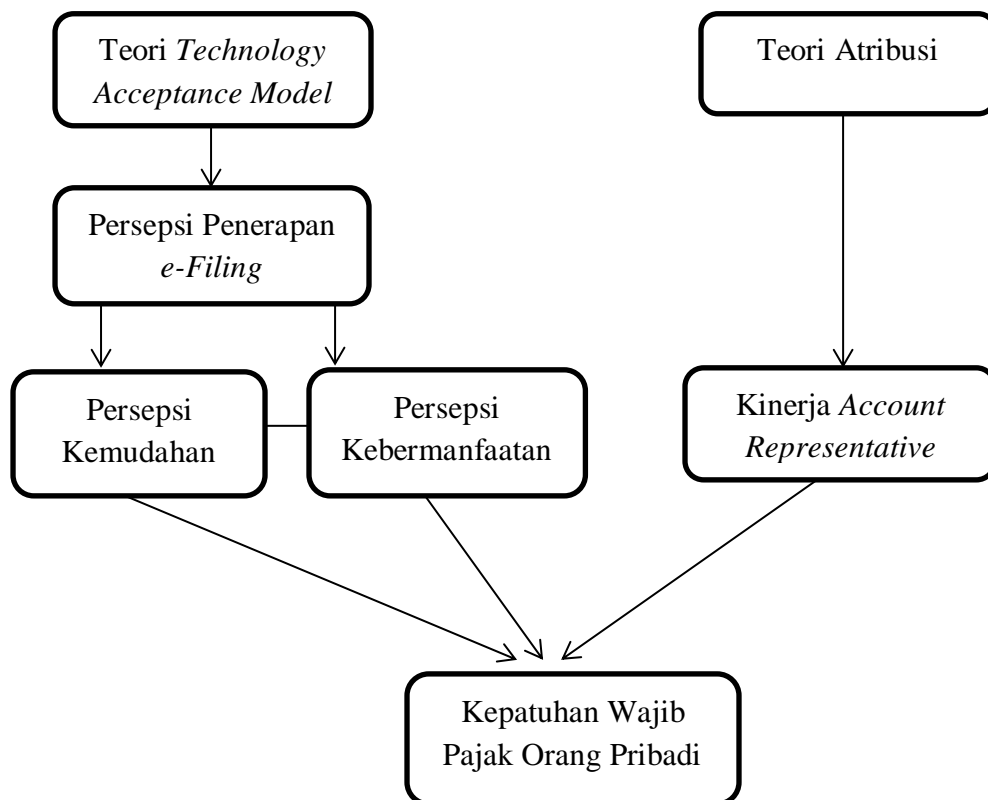 Teori Technology
Acceptance Model
Teori Atribusi
Persepsi Penerapan
e-Filing
Persepsi
Kemudahan
Persepsi
Kebermanfaatan
Kinerja Account
Representative
Kepatuhan Wajib
Pajak Orang Pribadi